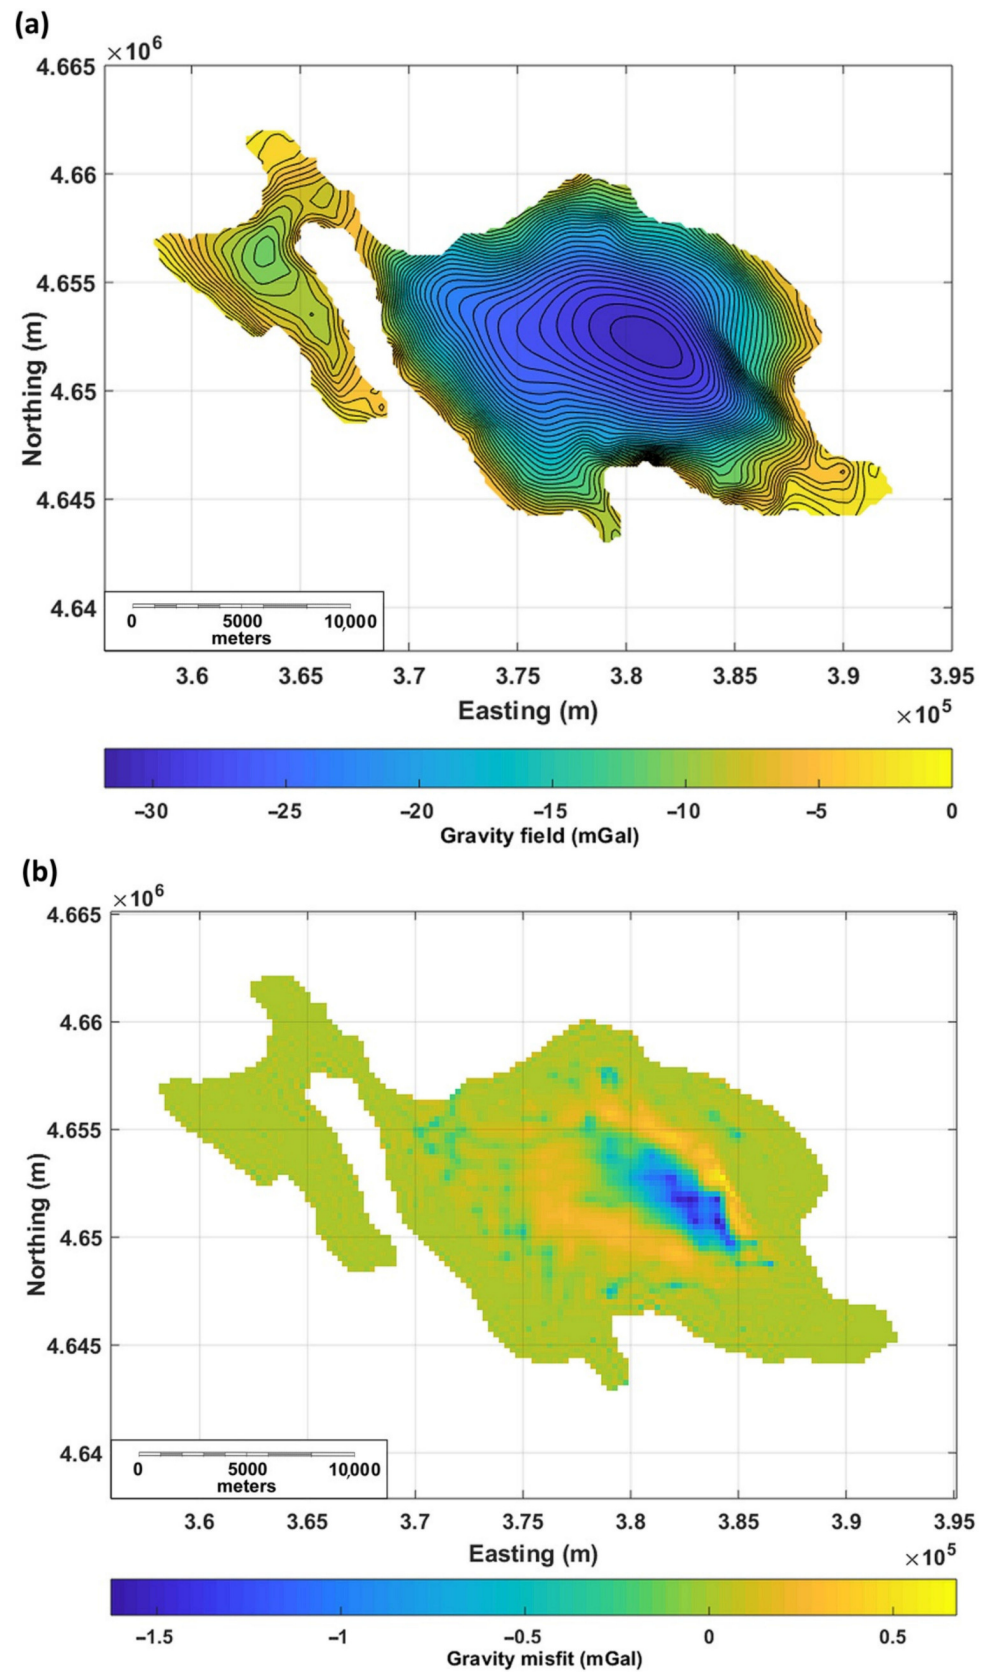 (a)
×10⁶
4.665
4.66
4.655
4.65
4.645
4.64
Northing (m)
0 5000 10,000
meters
3.6 3.65 3.7 3.75 3.8 3.85 3.9 3.95
Easting (m)
×10⁵
−30 −25 −20 −15 −10 −5 0
Gravity field (mGal)
(b)
×10⁶
4.665
4.66
4.655
4.65
4.645
4.64
Northing (m)
0 5000 10,000
meters
3.6 3.65 3.7 3.75 3.8 3.85 3.9 3.95
Easting (m)
×10⁵
−1.5 −1 −0.5 0 0.5
Gravity misfit (mGal)